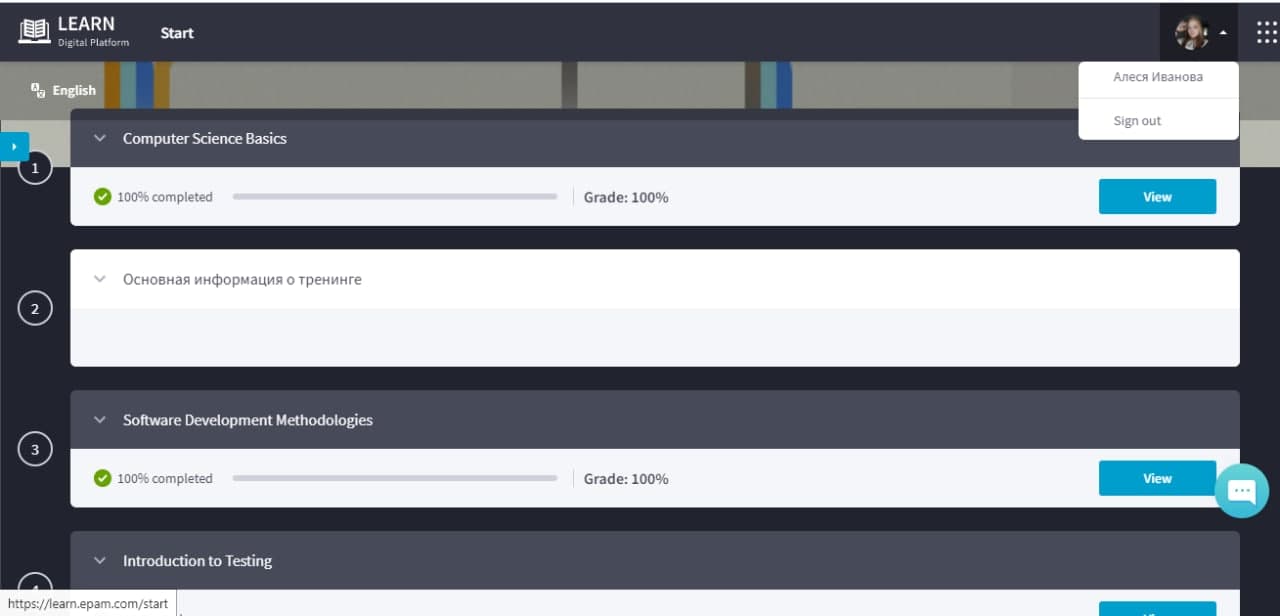 LEARN
Digital Platform
Start
Алеся Иванова
English
Sign out
Computer Science Basics
1
100% completed
Grade: 100%
View
Основная информация о тренинге
2
Software Development Methodologies
3
100% completed
Grade: 100%
View
Introduction to Testing
https://learn.epam.com/start